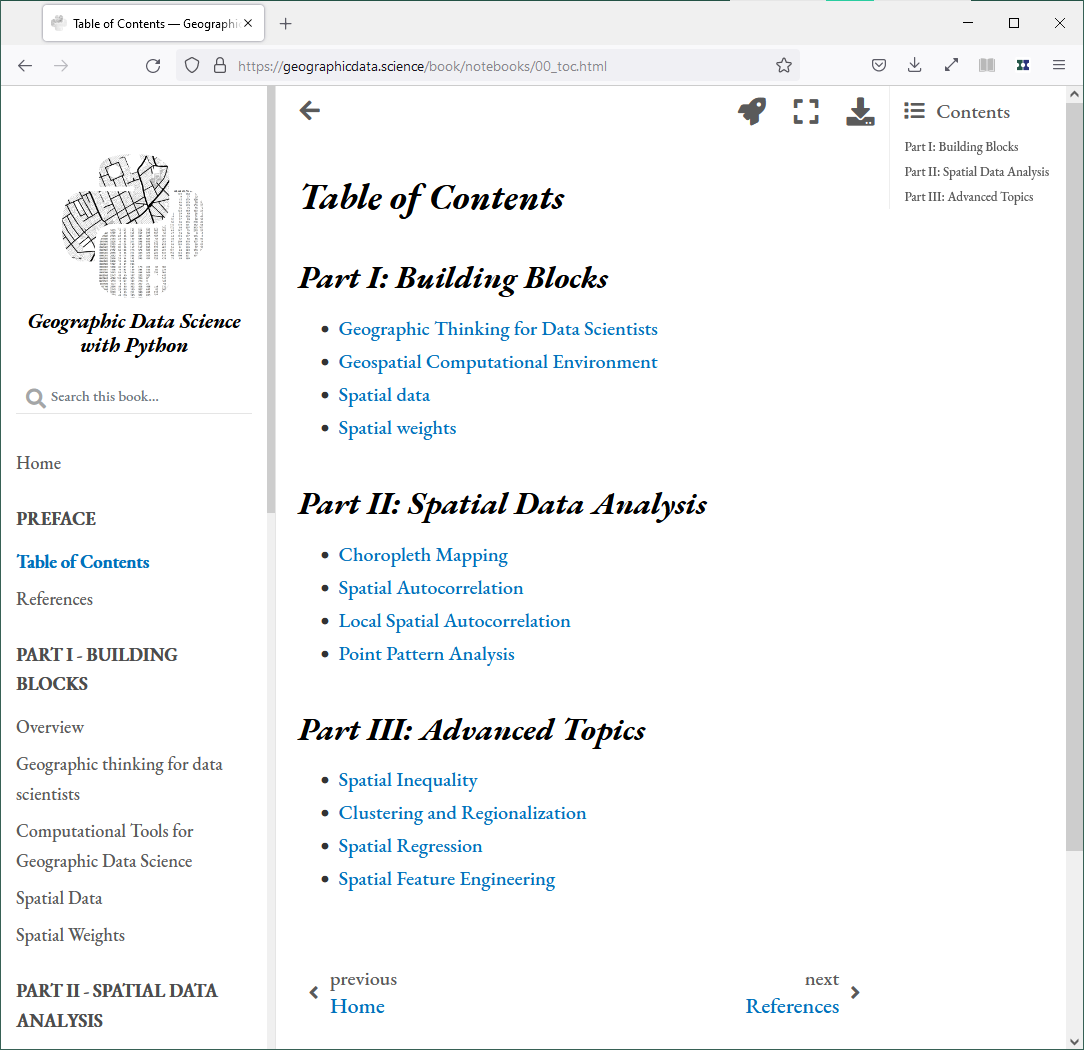 Table of Contents — Geographi
https://geographicdata.science/book/notebooks/00_toc.html
Geographic Data Science
with Python
Search this book...
Home
PREFACE
Table of Contents
References
PART I - BUILDING
BLOCKS
Overview
Geographic thinking for data
scientists
Computational Tools for
Geographic Data Science
Spatial Data
Spatial Weights
PART II - SPATIAL DATA
ANALYSIS
Table of Contents
Part I: Building Blocks
Geographic Thinking for Data Scientists
Geospatial Computational Environment
Spatial data
Spatial weights
Part II: Spatial Data Analysis
Choropleth Mapping
Spatial Autocorrelation
Local Spatial Autocorrelation
Point Pattern Analysis
Part III: Advanced Topics
Spatial Inequality
Clustering and Regionalization
Spatial Regression
Spatial Feature Engineering
previous
Home
next
References
Contents
Part I: Building Blocks
Part II: Spatial Data Analysis
Part III: Advanced Topics